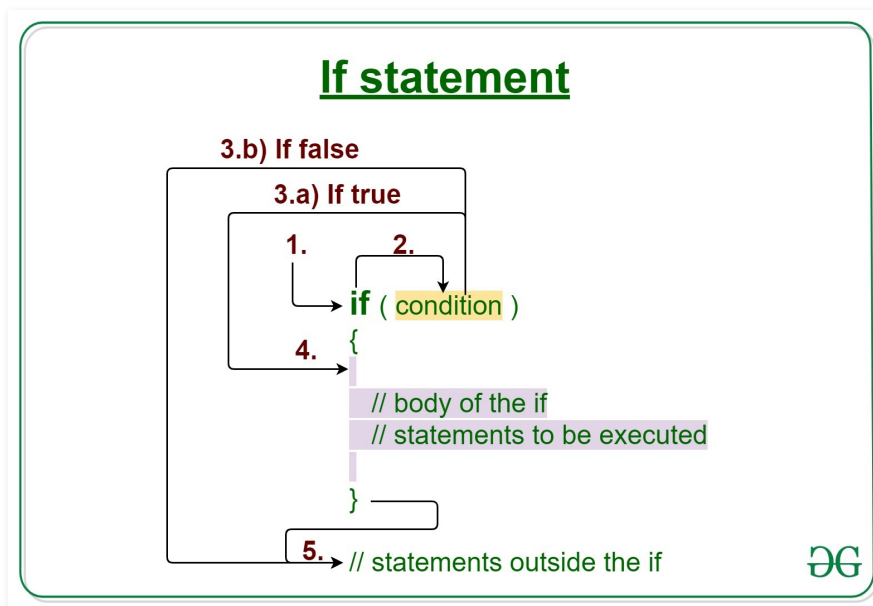 If statement
3.b) If false
3.a) If true
1.
2.
if ( condition )
{
4.
// body of the if
// statements to be executed
}
5.
// statements outside the if